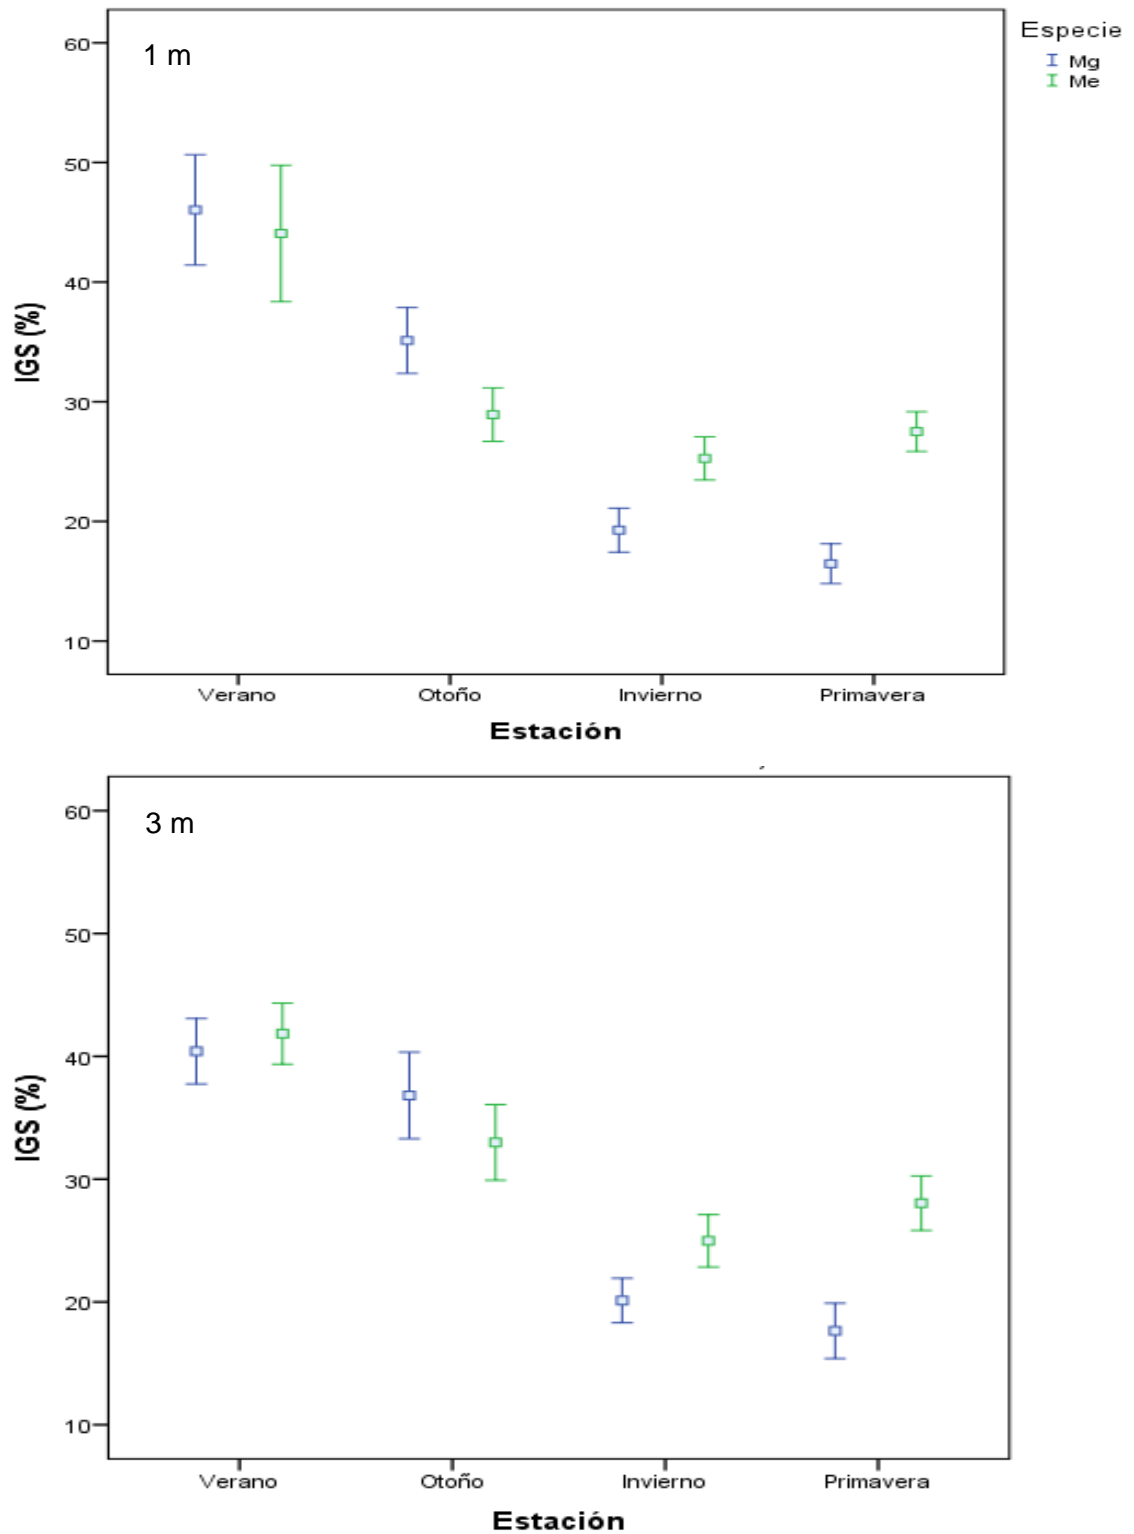 60
1 m
50
40
30
20
10
IGS (%)
Verano Otoño Invierno Primavera
Estación
Especie
Mg
Me
60
3 m
50
40
30
20
10
IGS (%)
Verano Otoño Invierno Primavera
Estación